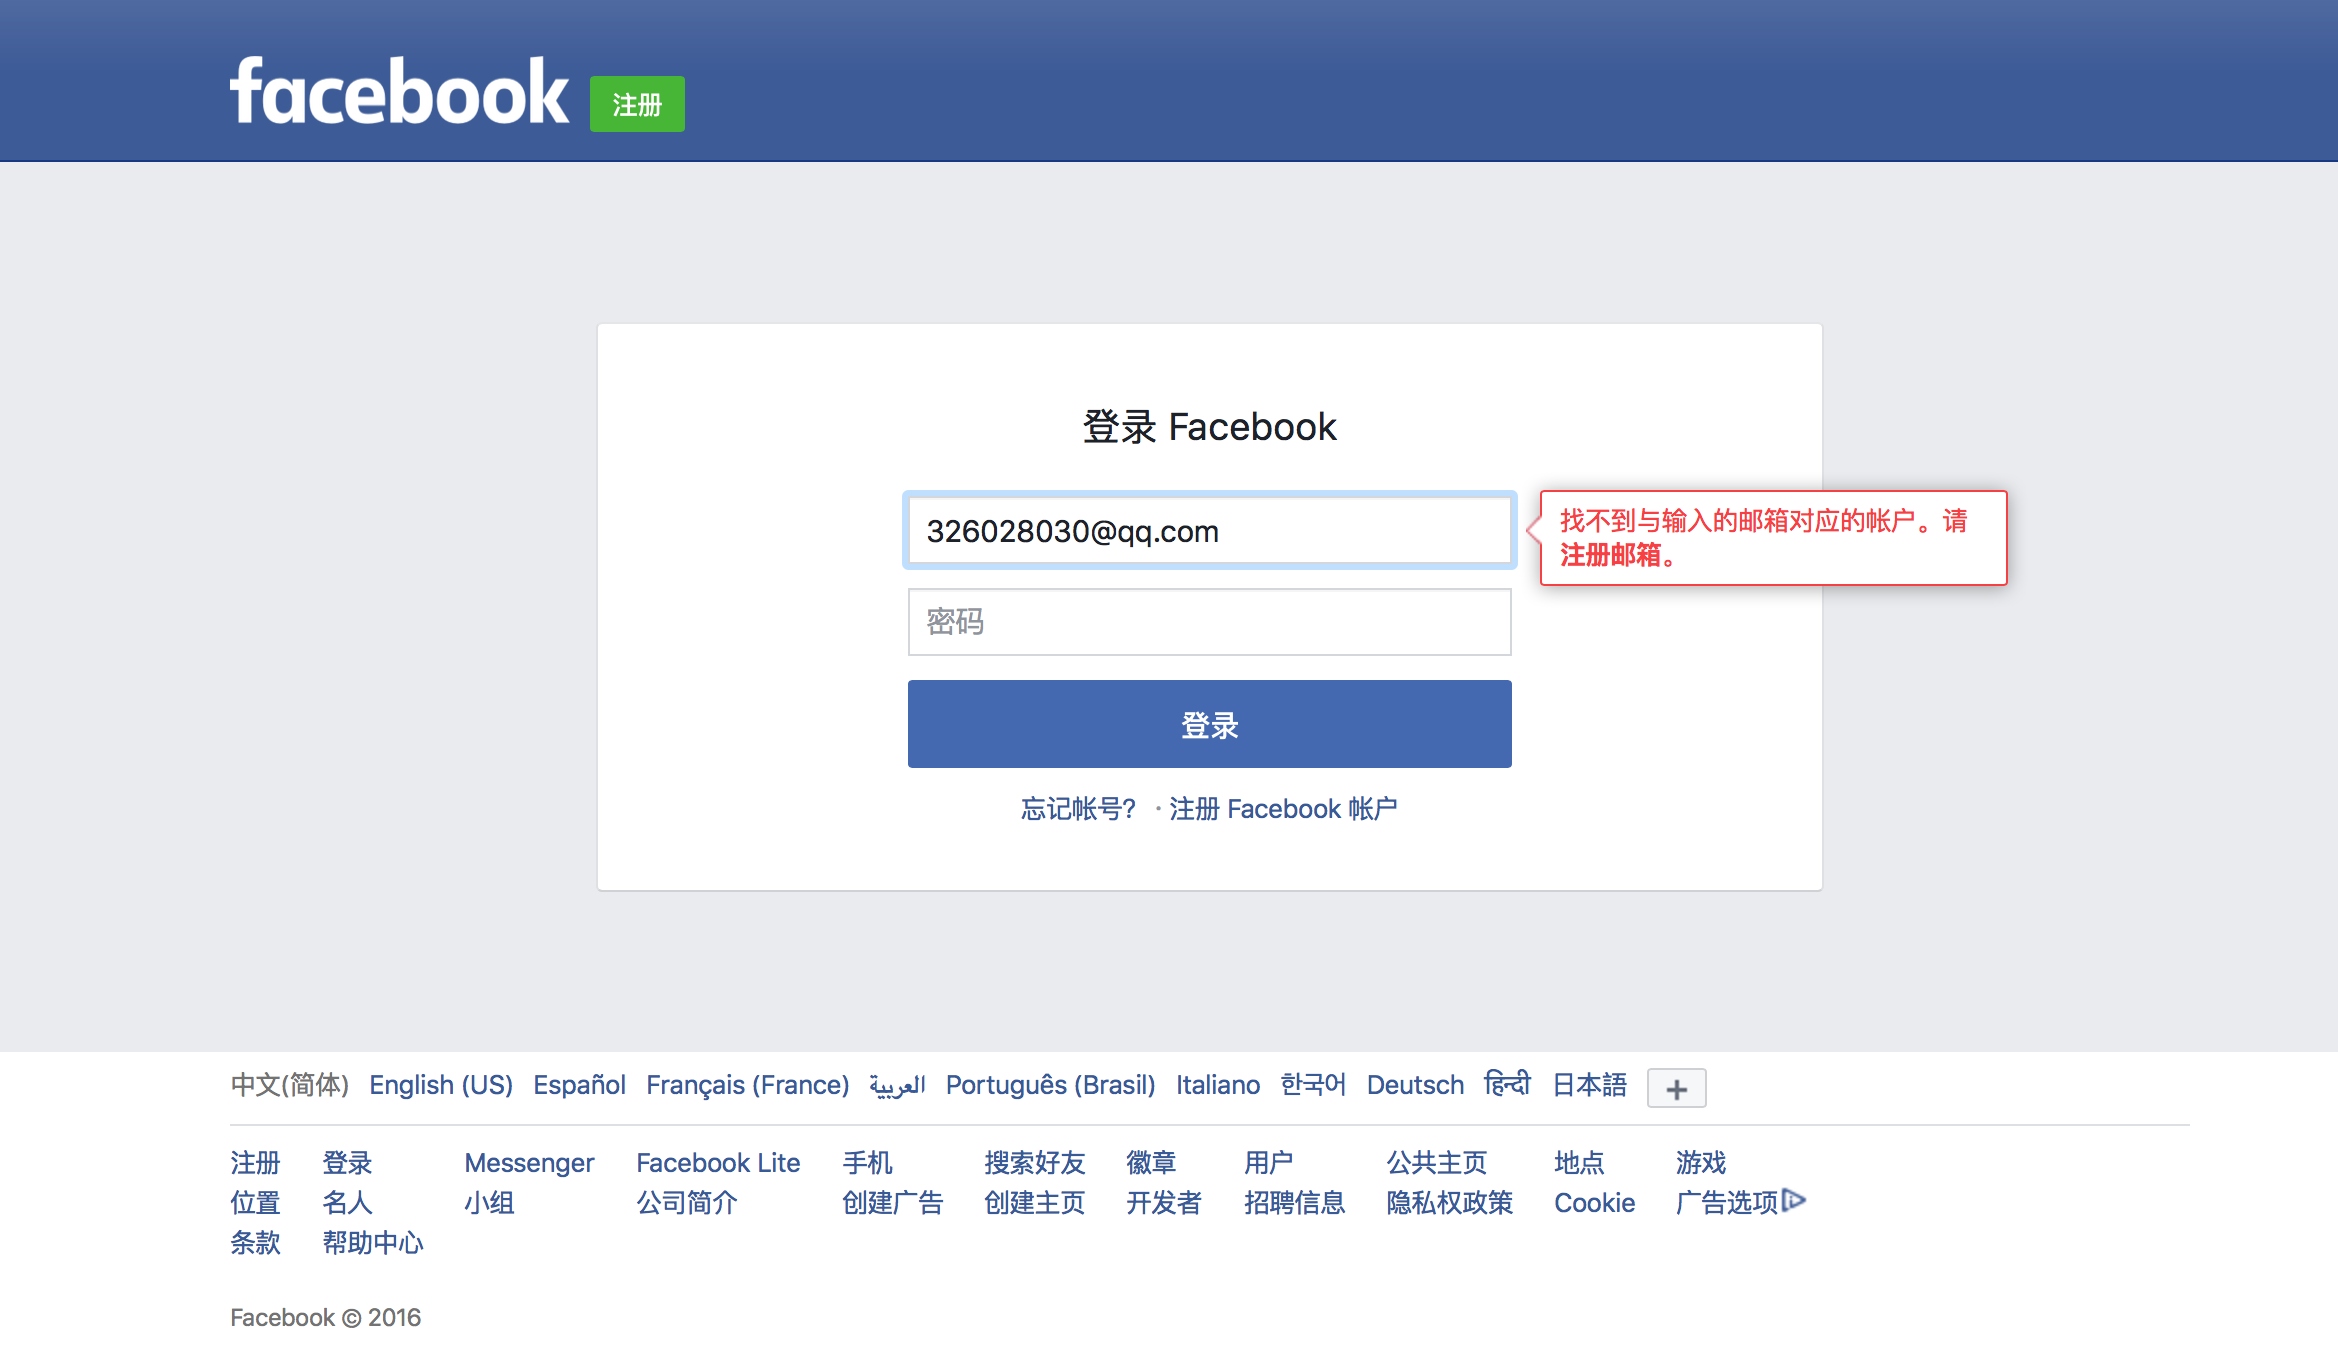 facebook 注册
登录 Facebook
326028030@qq.com
找不到与输入的邮箱对应的帐户。请
注册邮箱。
密码
登录
忘记帐号? · 注册 Facebook 帐户
中文(简体) English (US) Español Français (France) العربية Português (Brasil) Italiano 한국어 Deutsch हिन्दी 日本語 +
注册 登录 Messenger Facebook Lite 手机 搜索好友 徽章 用户 公共主页 地点 游戏
位置 名人 小组 公司简介 创建广告 创建主页 开发者 招聘信息 隐私权政策 Cookie 广告选项
条款 帮助中心
Facebook © 2016